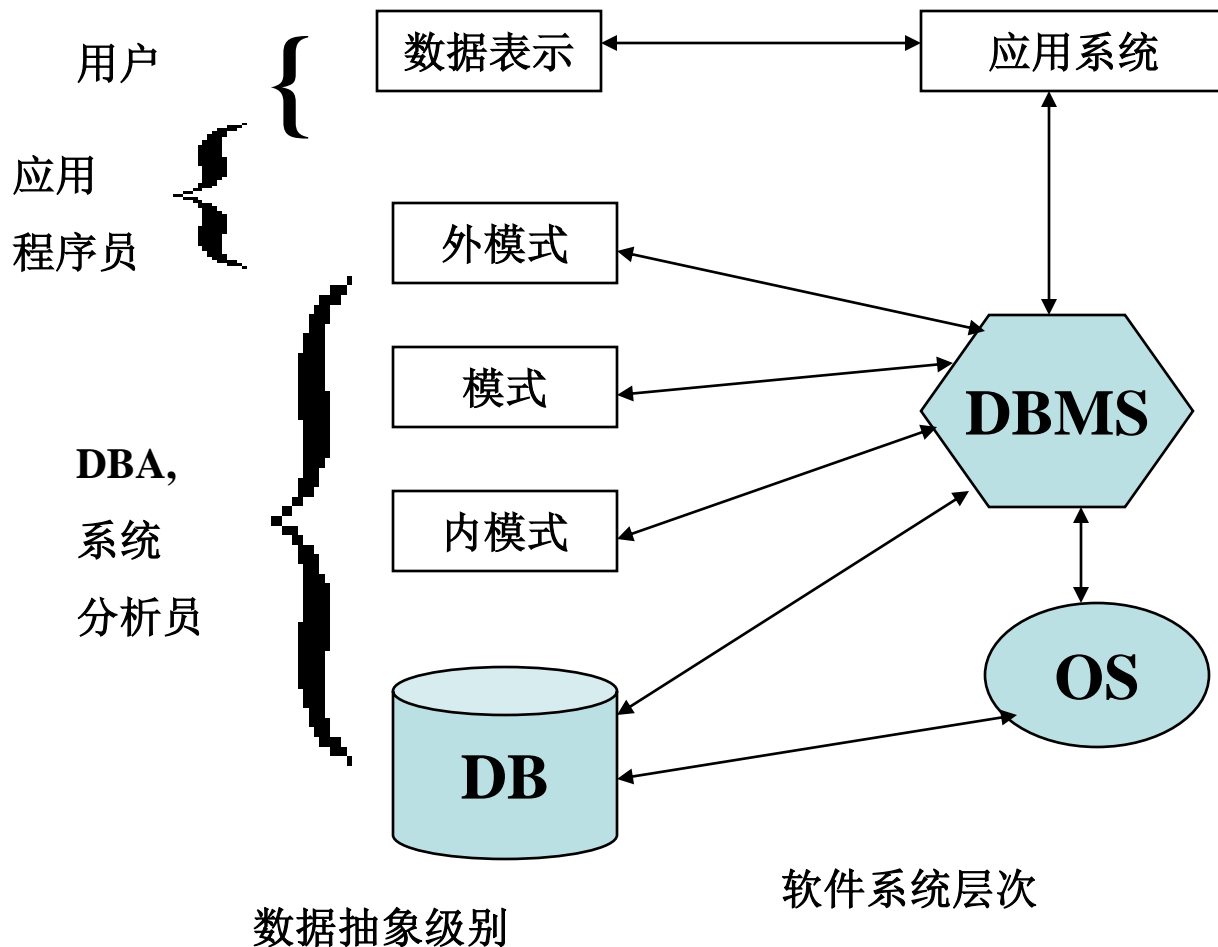 用户
数据表示
应用系统
应用
程序员
外模式
模式
DBMS
DBA,
系统
分析员
内模式
OS
DB
软件系统层次
数据抽象级别